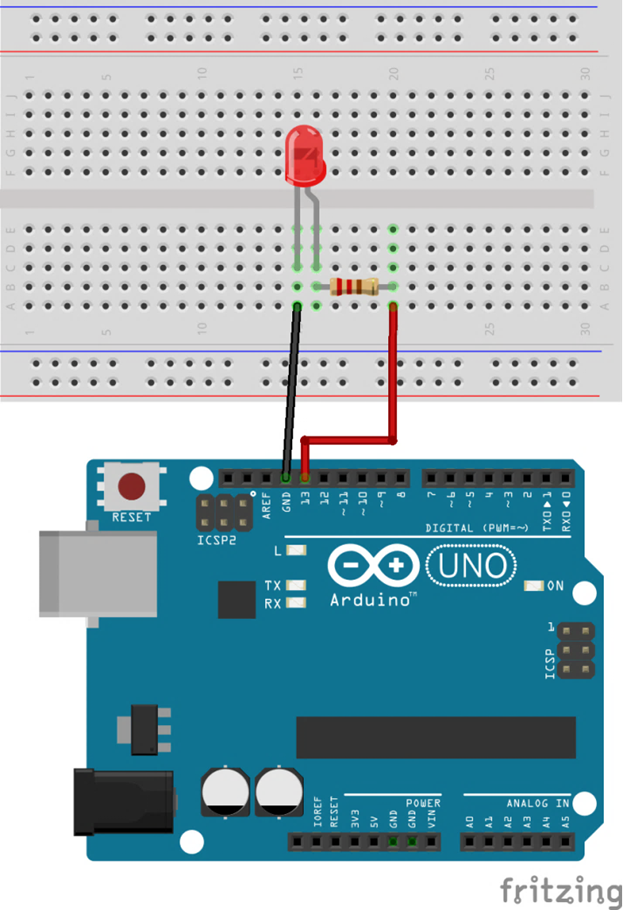 1 5 10 15 20 25 30
J
I
H
G
F
E
D
C
B
A
1 5 10 15 20 25 30
RESET
ICSP2
AREF
GND
13
12
~11
~10
~9
8
7
~6
~5
4
~3
2
TX0▶1
RX0◀0
DIGITAL (PWM=~)
L
TX
RX
Arduino™
UNO
ON
1
ICSP
POWER
ANALOG IN
IOREF
RESET
3V3
5V
GND
GND
VIN
A0
A1
A2
A3
A4
A5
fritzing